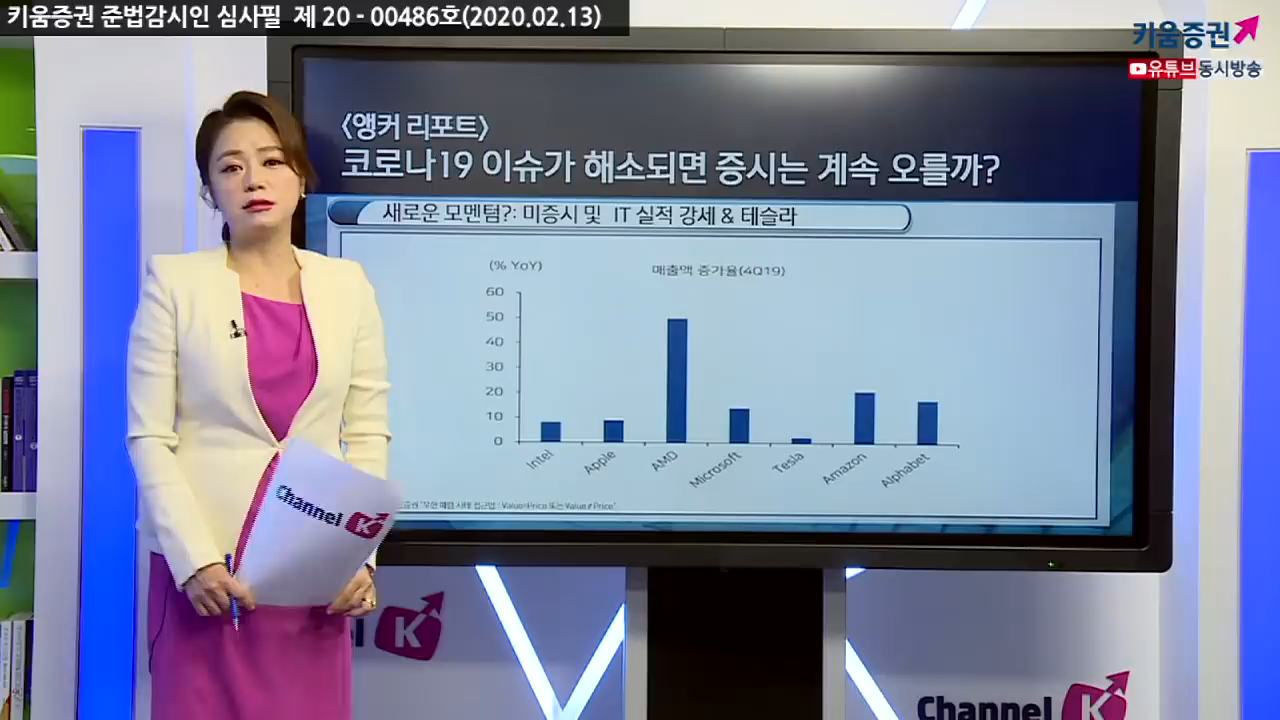 키움증권 준법감시인 심사필 제 20 - 00486호(2020.02.13)
키움증권
유튜브동시방송
<앵커 리포트>
코로나19 이슈가 해소되면 증시는 계속 오를까?
새로운 모멘텀?: 미증시 및 IT 실적 강세 & 테슬라
(% YoY)
매출액 증가율(4Q19)
60
50
40
30
20
10
0
Intel
Apple
AMD
Microsoft
Tesla
Amazon
Alphabet
Channel K
K
Channel K